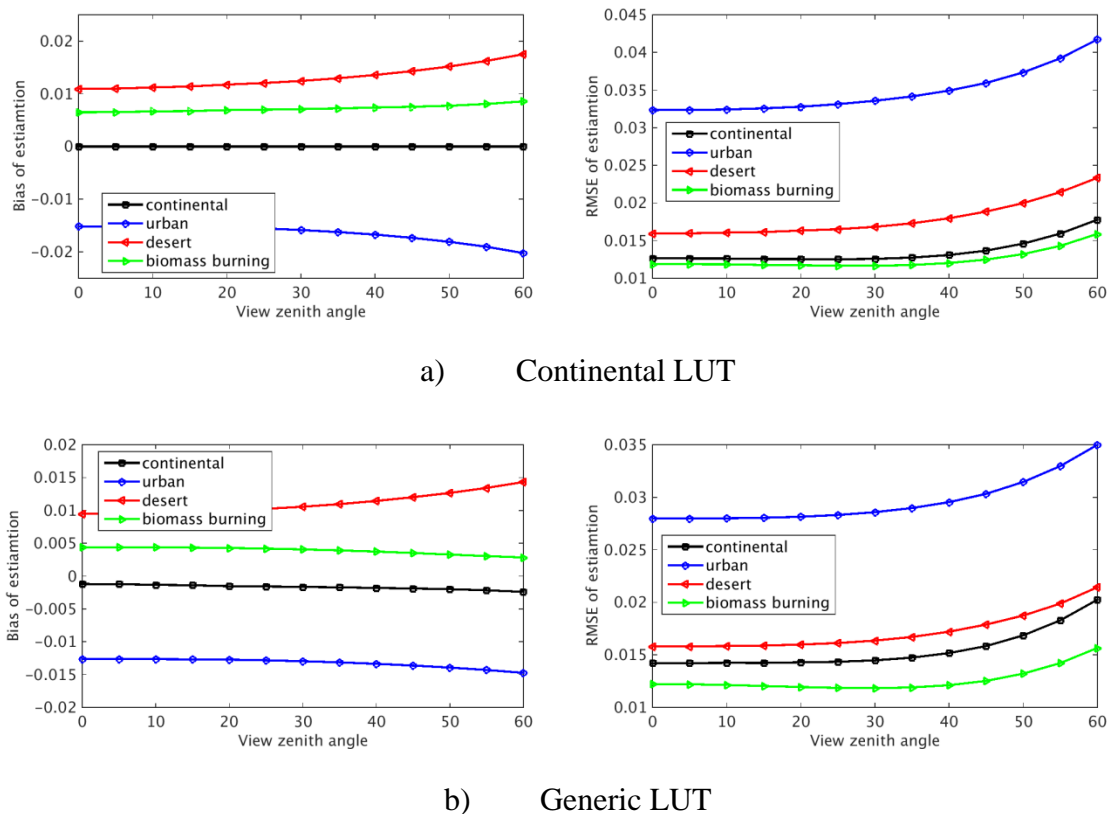 0.02
0.01
0
−0.01
−0.02
Bias of estiamtion
continental
urban
desert
biomass burning
0 10 20 30 40 50 60
View zenith angle
0.045
0.04
0.035
0.03
0.025
0.02
0.015
0.01
RMSE of estiamtion
continental
urban
desert
biomass burning
0 10 20 30 40 50 60
View zenith angle
a) Continental LUT
0.02
0.015
0.01
0.005
0
−0.005
−0.01
−0.015
−0.02
Bias of estiamtion
continental
urban
desert
biomass burning
0 10 20 30 40 50 60
View zenith angle
0.035
0.03
0.025
0.02
0.015
0.01
RMSE of estiamtion
continental
urban
desert
biomass burning
0 10 20 30 40 50 60
View zenith angle
b) Generic LUT